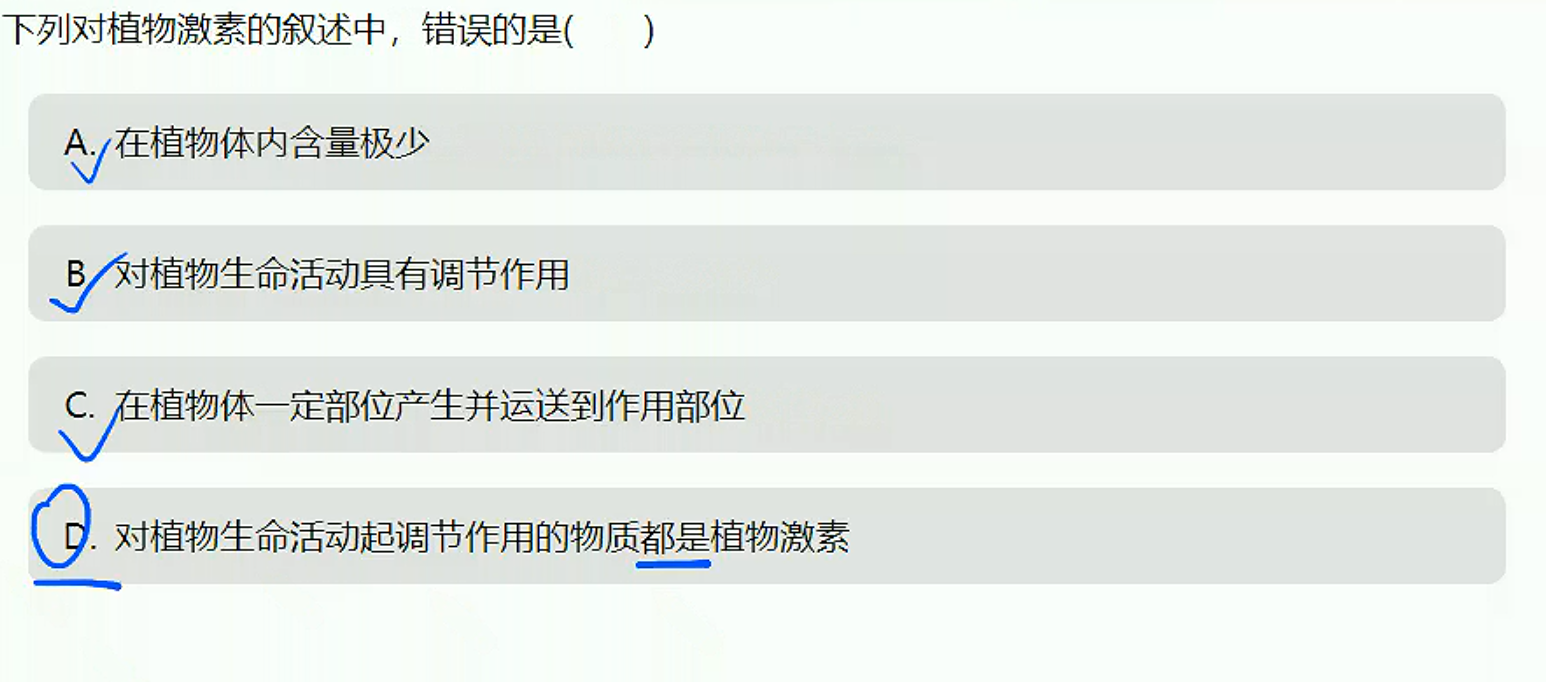 下列对植物激素的叙述中，错误的是(　　)
A. 在植物体内含量极少
B. 对植物生命活动具有调节作用
C. 在植物体一定部位产生并运送到作用部位
D. 对植物生命活动起调节作用的物质都是植物激素